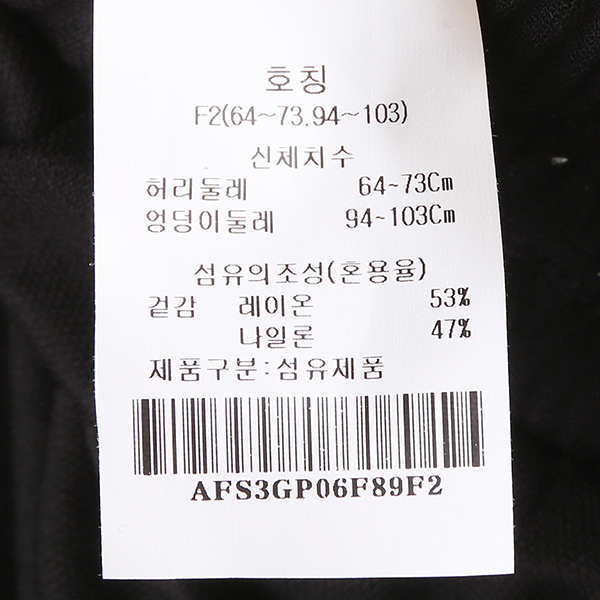 호칭
F2(64~73.94~103)
신체치수
허리둘레 64~73Cm
엉덩이둘레 94~103Cm
섬유의조성(혼용율)
겉감 레이온 53%
나일론 47%
제품구분:섬유제품
AFS3GP06F89F2